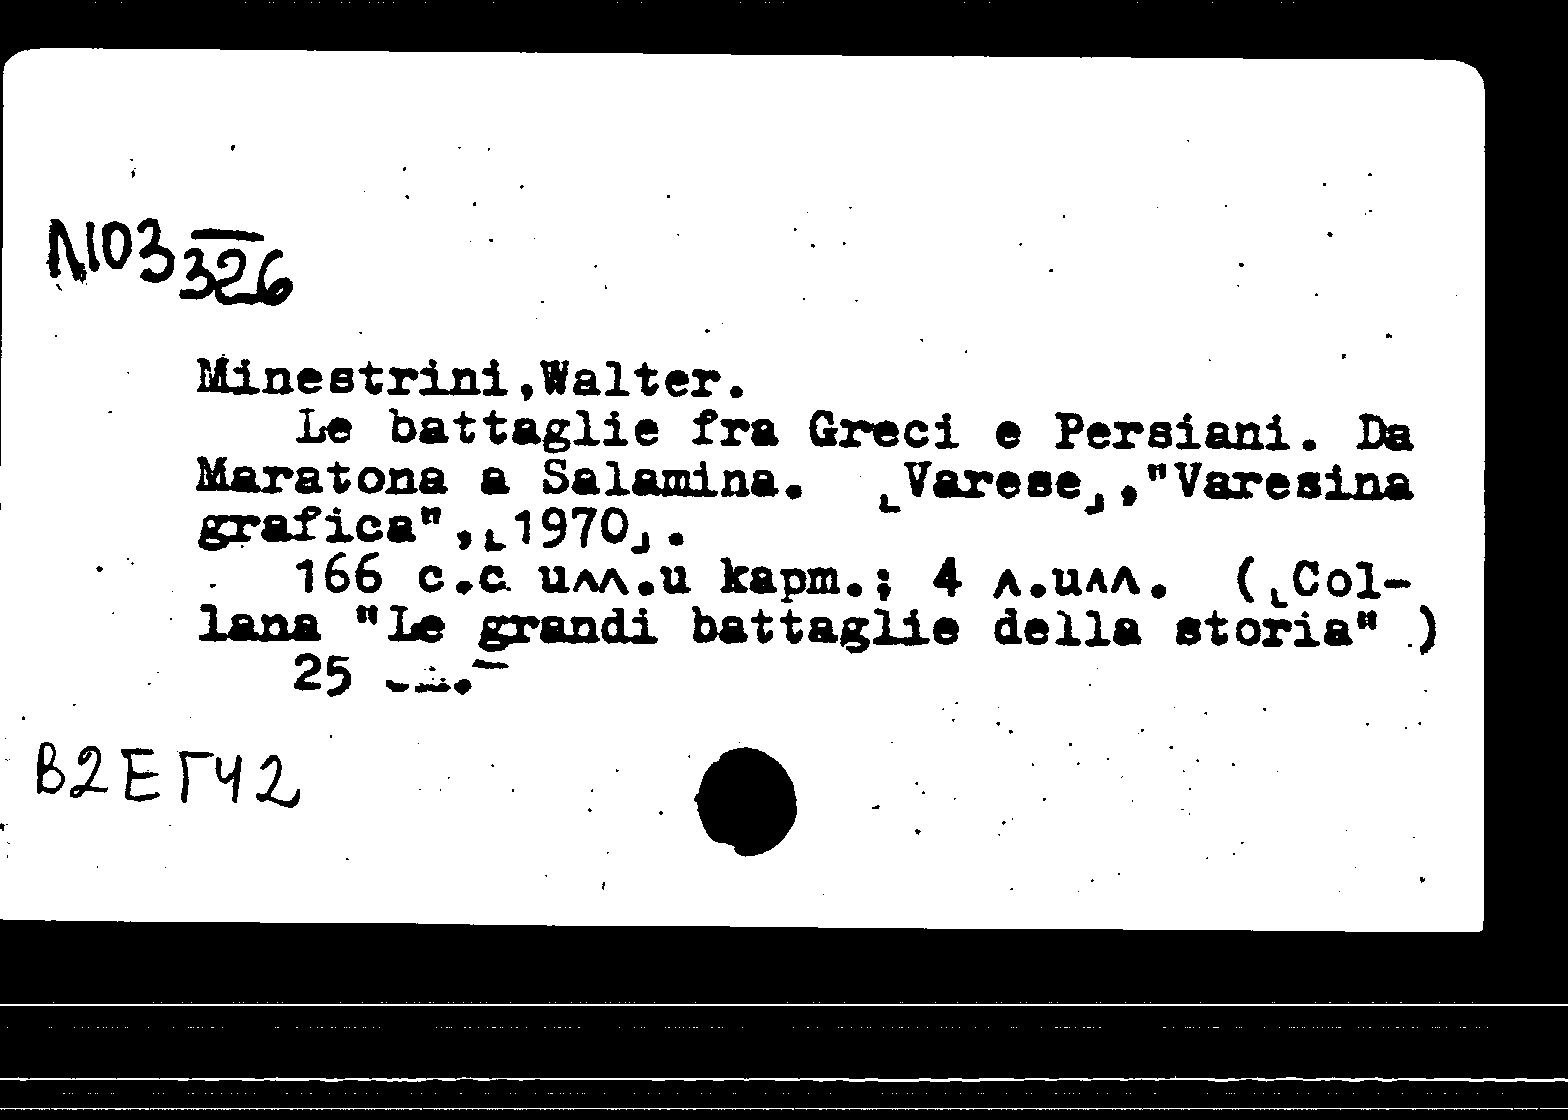 Л103 326
Minestrini, Walter.
Le battaglie fra Greci e Persiani. Da
Maratona a Salamina. [Varese], "Varesina
grafica", [1970].
166 с.с илл.и карт.; 4 л.илл. ([Col-
lana "Le grandi battaglie della storia" )
25
В2ЕГ42